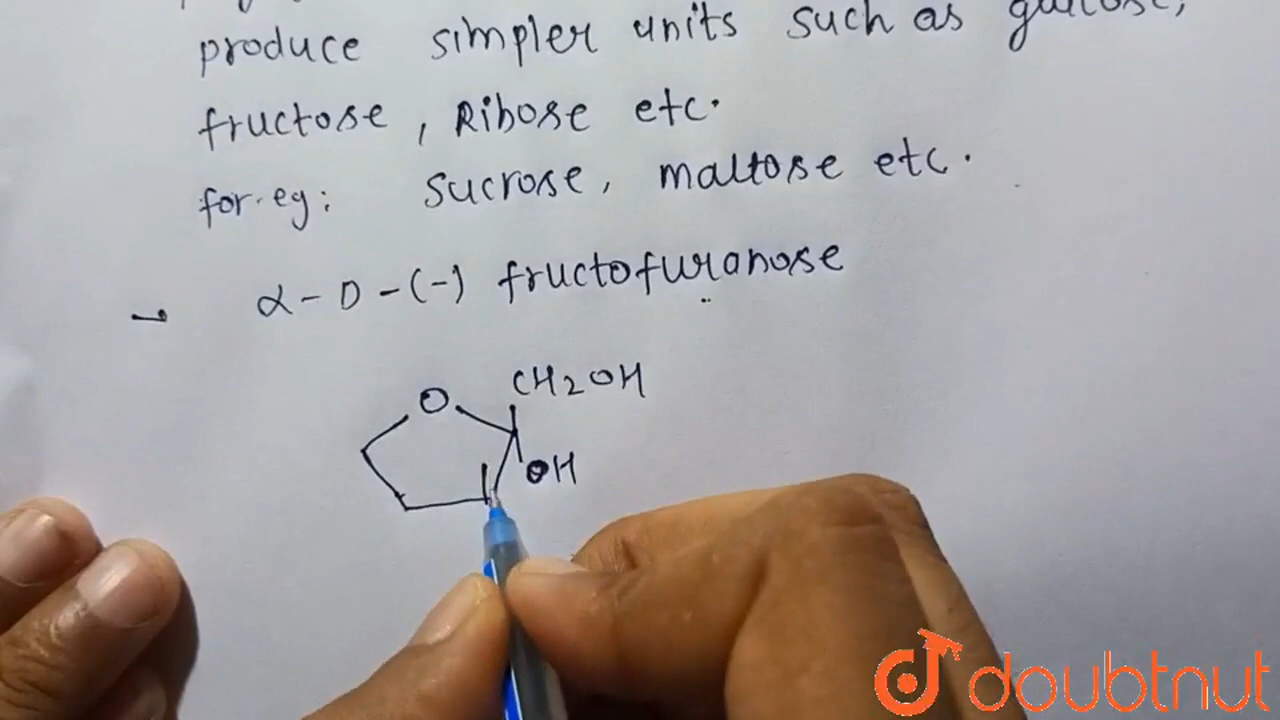 produce simpler units such as
fructose, Ribose etc.
for.eg: sucrose, maltose etc.
α-D-(-) fructofuranose
O
CH2OH
OH
doubtnut